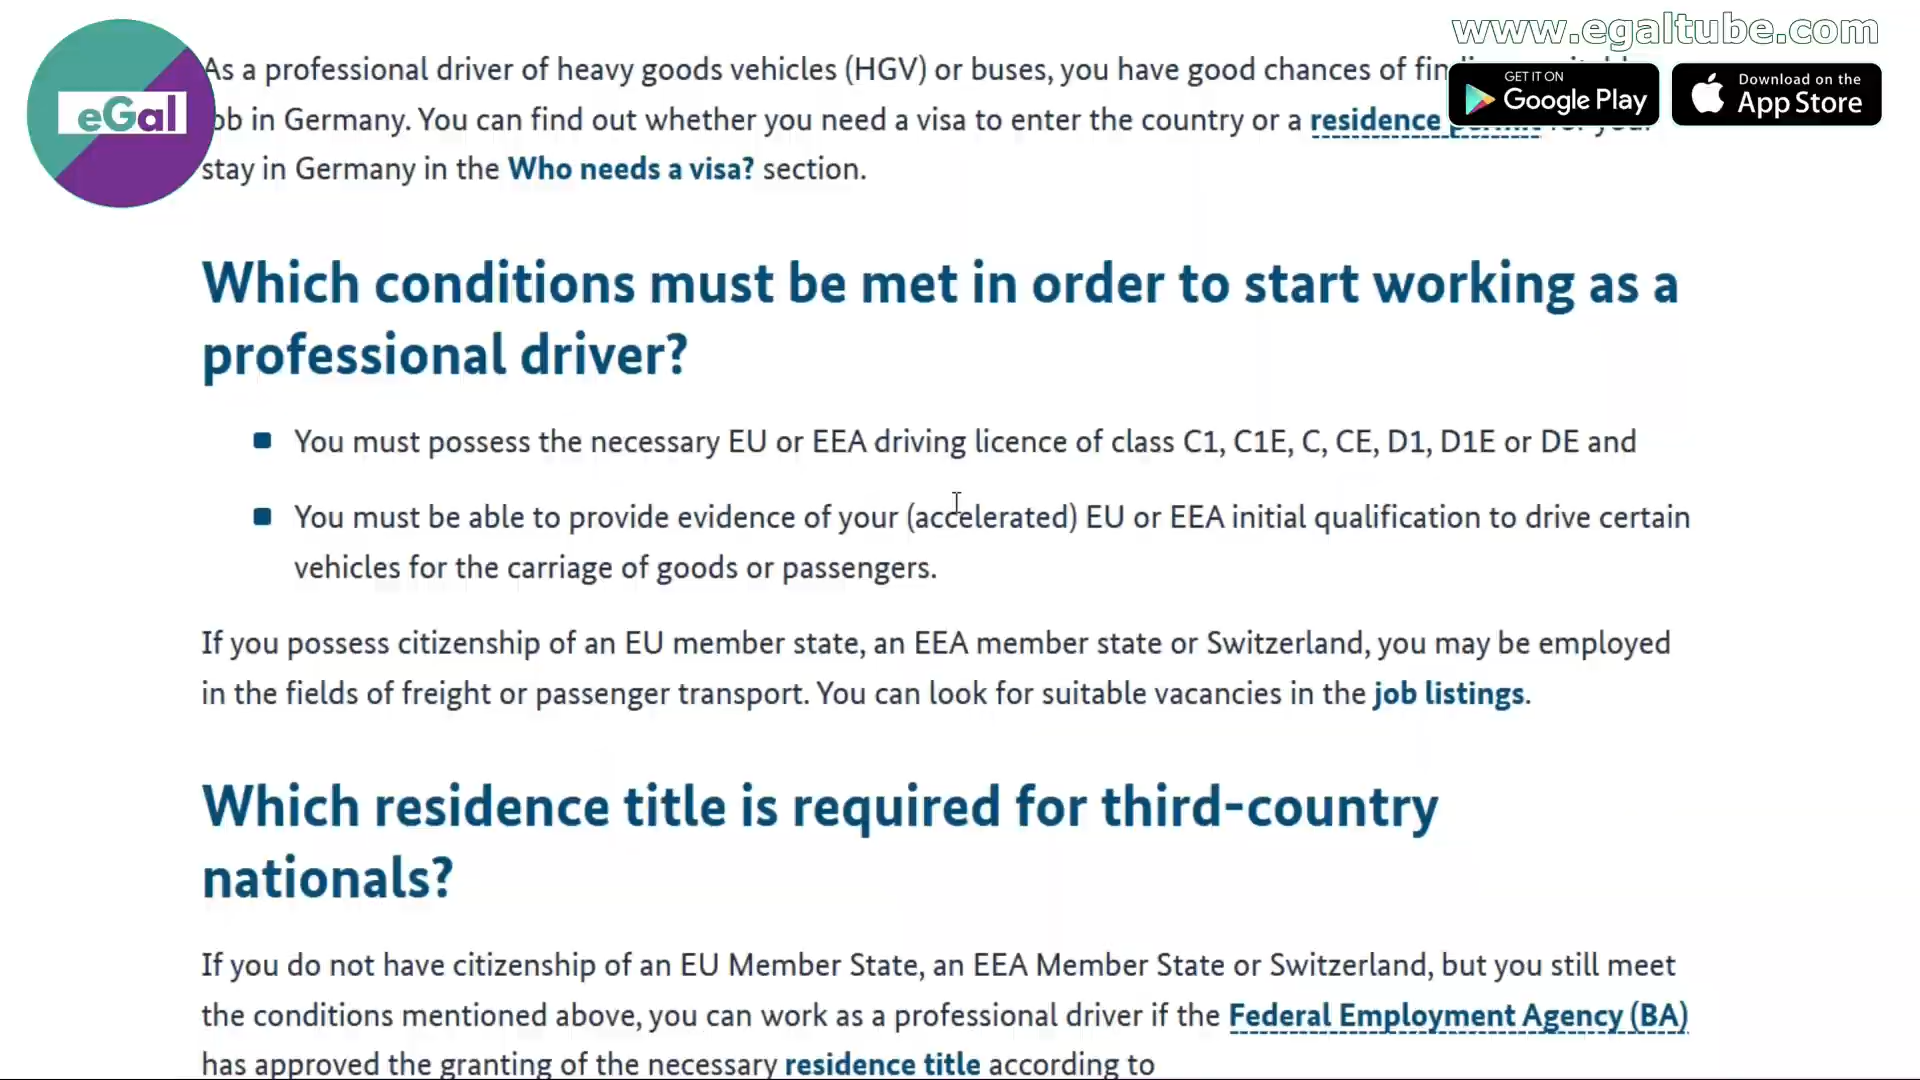 www.egaltube.com
GET IT ON
Google Play
Download on the
App Store
eGal
As a professional driver of heavy goods vehicles (HGV) or buses, you have good chances of
job in Germany. You can find out whether you need a visa to enter the country or a residence permit for your
stay in Germany in the Who needs a visa? section.
Which conditions must be met in order to start working as a
professional driver?
You must possess the necessary EU or EEA driving licence of class C1, C1E, C, CE, D1, D1E or DE and
You must be able to provide evidence of your (accelerated) EU or EEA initial qualification to drive certain
vehicles for the carriage of goods or passengers.
If you possess citizenship of an EU member state, an EEA member state or Switzerland, you may be employed
in the fields of freight or passenger transport. You can look for suitable vacancies in the job listings.
Which residence title is required for third-country
nationals?
If you do not have citizenship of an EU Member State, an EEA Member State or Switzerland, but you still meet
the conditions mentioned above, you can work as a professional driver if the Federal Employment Agency (BA)
has approved the granting of the necessary residence title according to